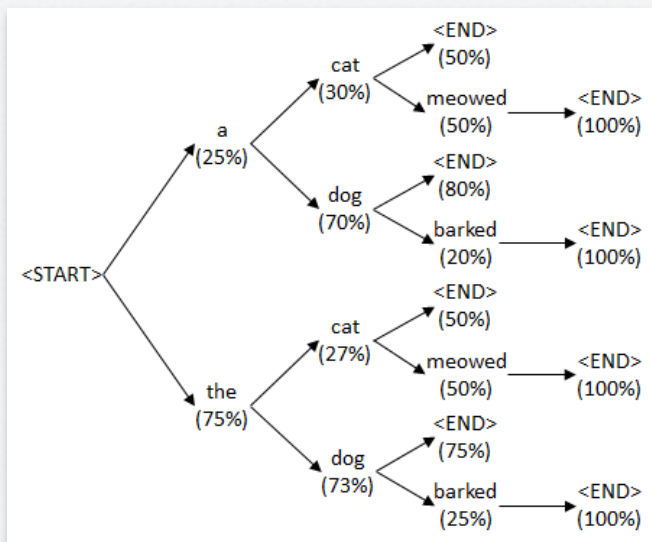 <END>
(50%)
cat
(30%)
meowed
(50%)
<END>
(100%)
a
(25%)
<END>
(80%)
dog
(70%)
barked
(20%)
<END>
(100%)
<START>
<END>
(50%)
cat
(27%)
meowed
(50%)
<END>
(100%)
the
(75%)
<END>
(75%)
dog
(73%)
barked
(25%)
<END>
(100%)